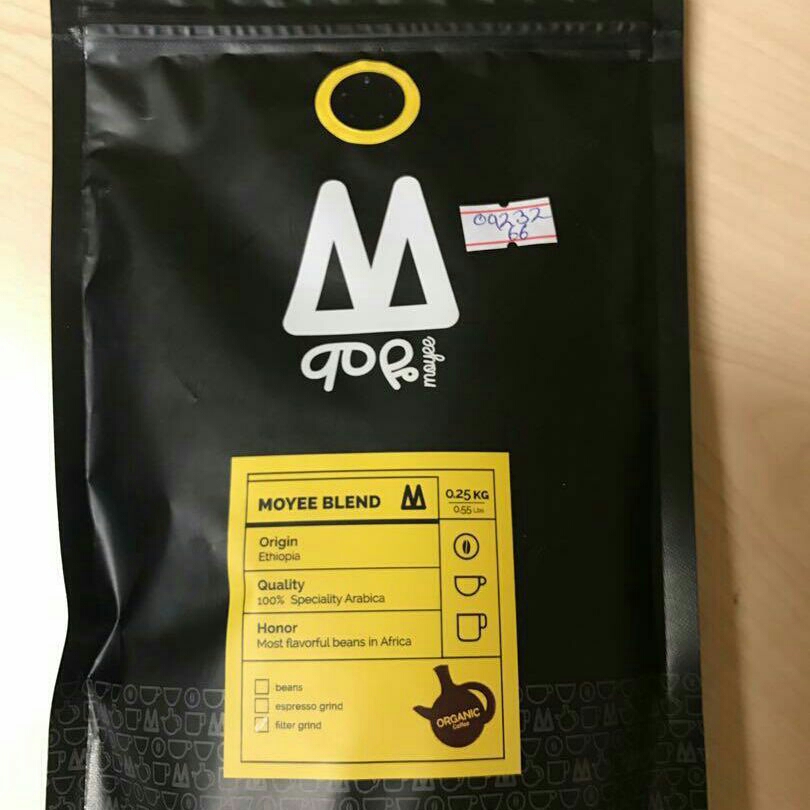 09232
66
moyee
MOYEE BLEND
0.25 KG
0.55 Lbs
Origin
Ethiopia
Quality
100% Speciality Arabica
Honor
Most flavorful beans in Africa
beans
espresso grind
filter grind
ORGANIC
Coffee